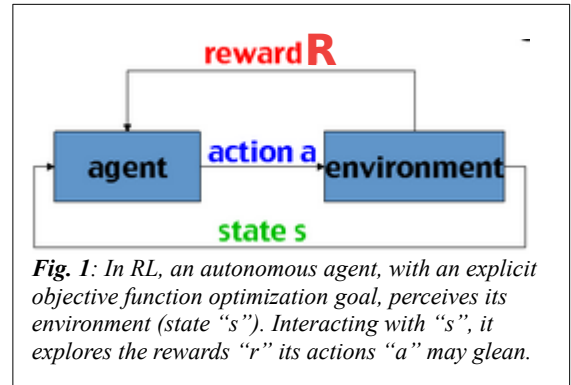 reward R
agent
action a
environment
state s
Fig. 1: In RL, an autonomous agent, with an explicit
objective function optimization goal, perceives its
environment (state “s”). Interacting with “s”, it
explores the rewards “r” its actions “a” may glean.